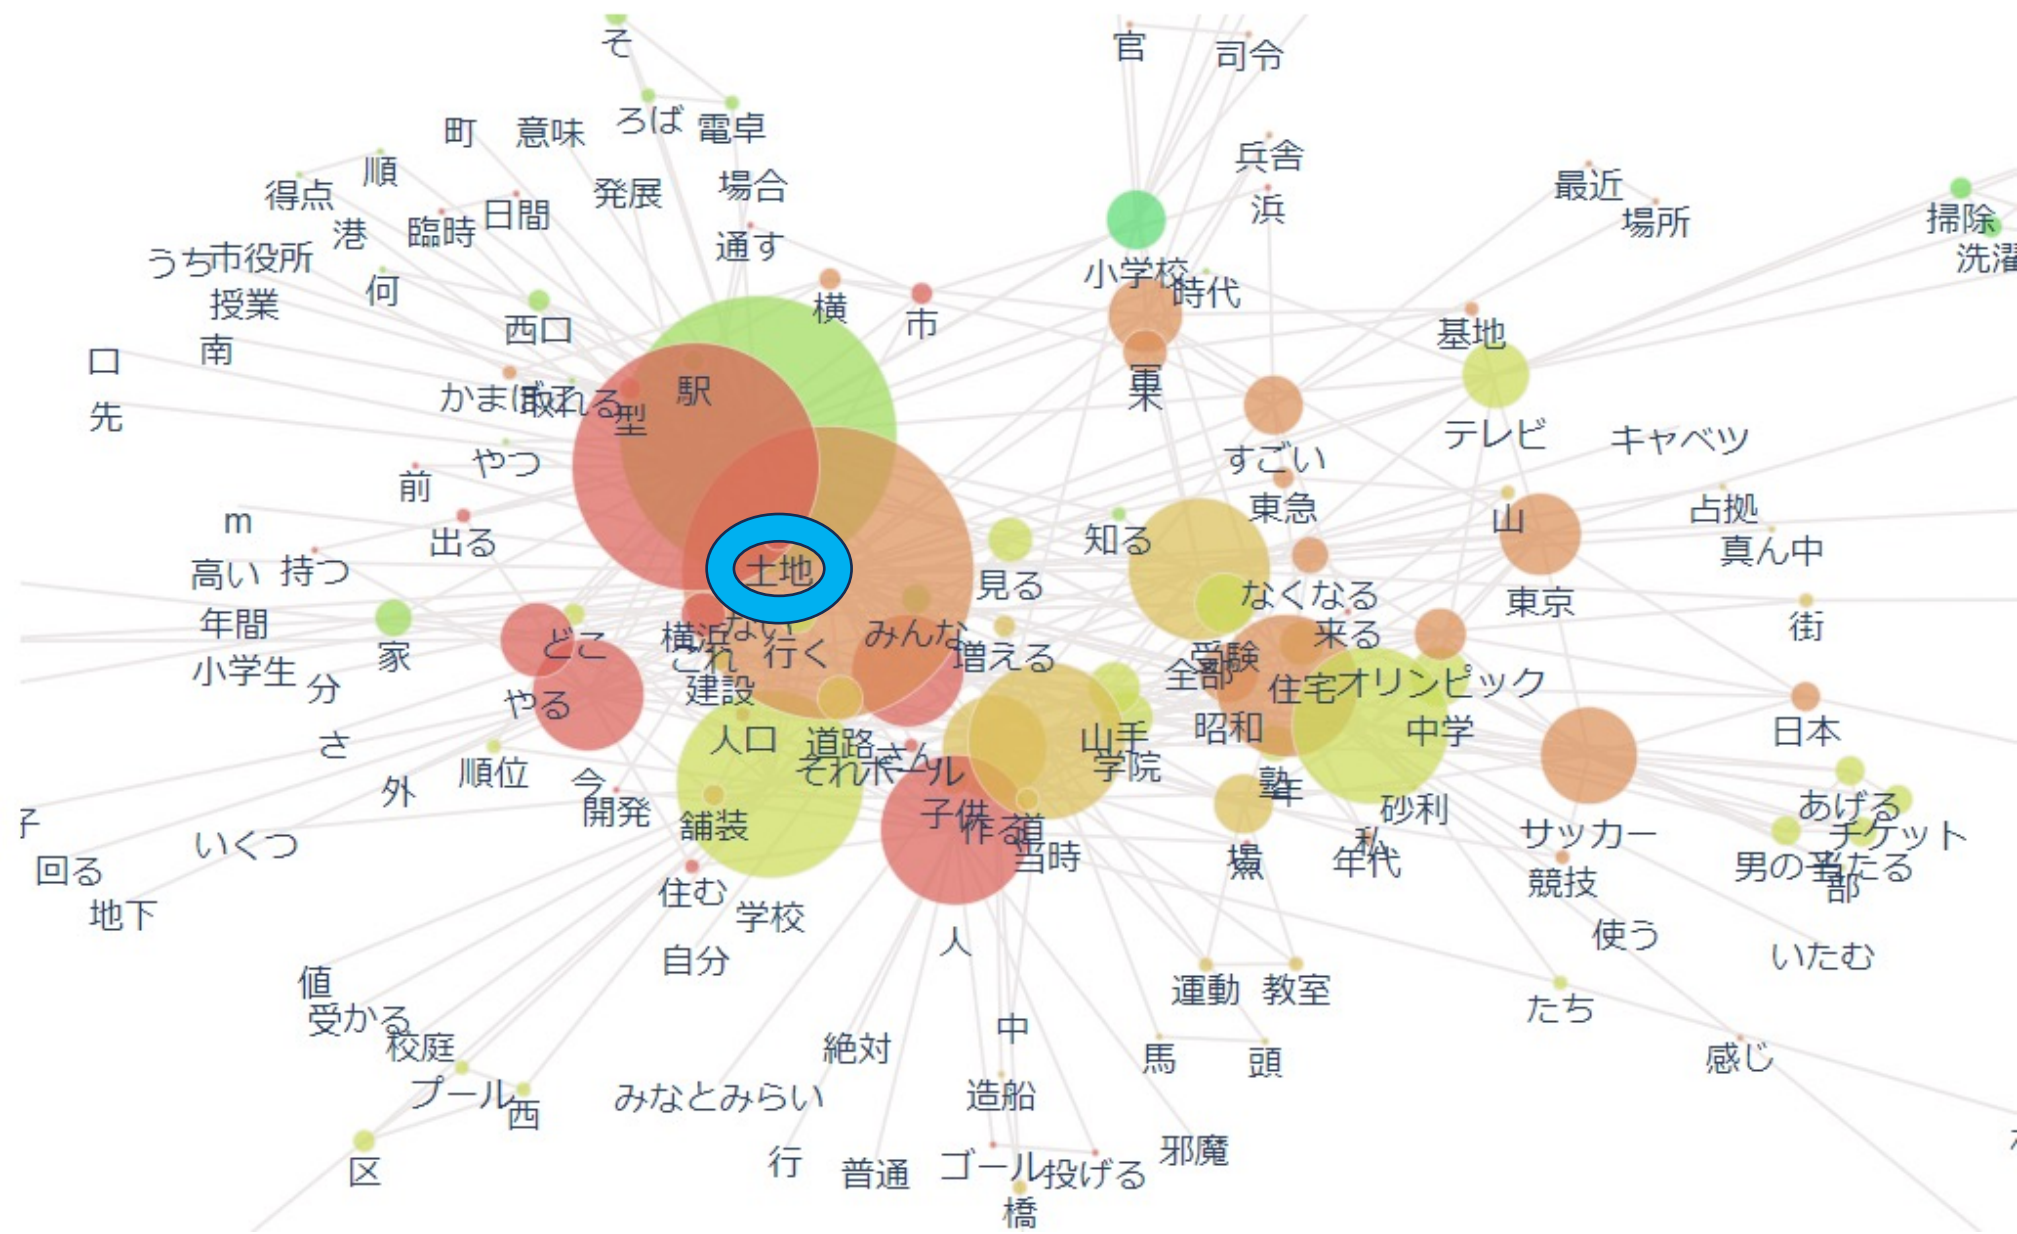 そ
官
司令
町
意味
ろば
電卓
順
得点
日間
発展
場合
兵舎
最近
場所
港
臨時
通す
浜
掃除
洗濯
うち
市役所
何
小学校
時代
授業
西口
横
市
基地
南
口
駅
型
先
テレビ
キャベツ
やつ
すごい
前
東急
占拠
m
出る
知る
山
真ん中
高い
持つ
土地
見る
なくなる
東京
年間
どこ
横浜
ない
みんな
来る
街
家
これ
行く
増える
受験
全部
小学生
分
やる
建設
住宅
オリンピック
さ
人口
道路
さん
山手
昭和
中学
日本
順位
今
それ
ボール
学院
塾
年
外
開発
舗装
子供
作る
道
砂利
あげる
子
いくつ
当時
場
私
年代
サッカー
チケット
回る
住む
競技
男の子
当たる
部
地下
学校
自分
人
使う
いたむ
値
受かる
運動
教室
たち
校庭
絶対
中
馬
頭
感じ
プール
西
みなとみらい
造船
区
行
普通
ゴール
投げる
邪魔
橋